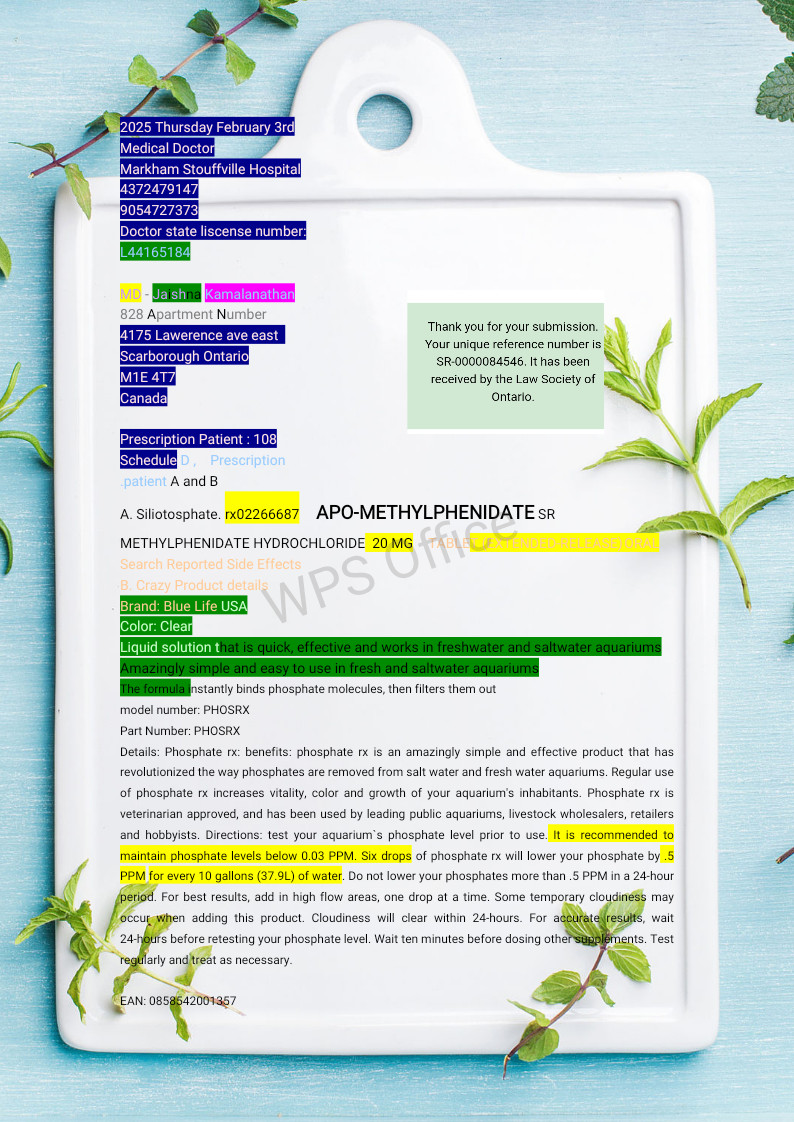 2025 Thursday February 3rd
Medical Doctor
Markham Stouffville Hospital
4372479147
9054727373
Doctor state liscense number:
L44165184
MD - Jaishna Kamalanathan
828 Apartment Number
4175 Lawerence ave east
Scarborough Ontario
M1E 4T7
Canada
Thank you for your submission.
Your unique reference number is
SR-0000084546. It has been
received by the Law Society of
Ontario.
Prescription Patient : 108
Schedule D , Prescription
.patient A and B
A. Siliotosphate. rx02266687 APO-METHYLPHENIDATE SR
METHYLPHENIDATE HYDROCHLORIDE 20 MG - TABLET (EXTENDED-RELEASE) ORAL
Search Reported Side Effects
B. Crazy Product details
Brand: Blue Life USA
Color: Clear
Liquid solution that is quick, effective and works in freshwater and saltwater aquariums
Amazingly simple and easy to use in fresh and saltwater aquariums
The formula instantly binds phosphate molecules, then filters them out
model number: PHOSRX
Part Number: PHOSRX
Details: Phosphate rx: benefits: phosphate rx is an amazingly simple and effective product that has
revolutionized the way phosphates are removed from salt water and fresh water aquariums. Regular use
of phosphate rx increases vitality, color and growth of your aquarium's inhabitants. Phosphate rx is
veterinarian approved, and has been used by leading public aquariums, livestock wholesalers, retailers
and hobbyists. Directions: test your aquarium`s phosphate level prior to use. It is recommended to
maintain phosphate levels below 0.03 PPM. Six drops of phosphate rx will lower your phosphate by .5
PPM for every 10 gallons (37.9L) of water. Do not lower your phosphates more than .5 PPM in a 24-hour
period. For best results, add in high flow areas, one drop at a time. Some temporary cloudiness may
occur when adding this product. Cloudiness will clear within 24-hours. For accurate results, wait
24-hours before retesting your phosphate level. Wait ten minutes before dosing other supplements. Test
regularly and treat as necessary.
EAN: 0858542001357
WPS Office